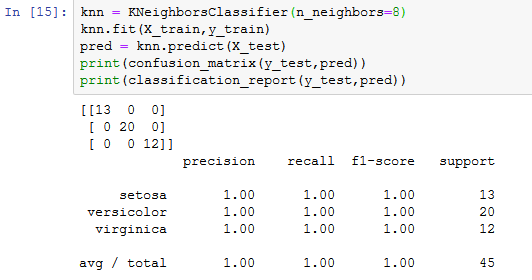 In [15]: knn = KNeighborsClassifier(n_neighbors=8)
knn.fit(X_train,y_train)
pred = knn.predict(X_test)
print(confusion_matrix(y_test,pred))
print(classification_report(y_test,pred))
[[13  0  0]
 [ 0 20  0]
 [ 0  0 12]]
             precision    recall  f1-score   support
     setosa       1.00      1.00      1.00        13
 versicolor       1.00      1.00      1.00        20
  virginica       1.00      1.00      1.00        12
avg / total       1.00      1.00      1.00        45